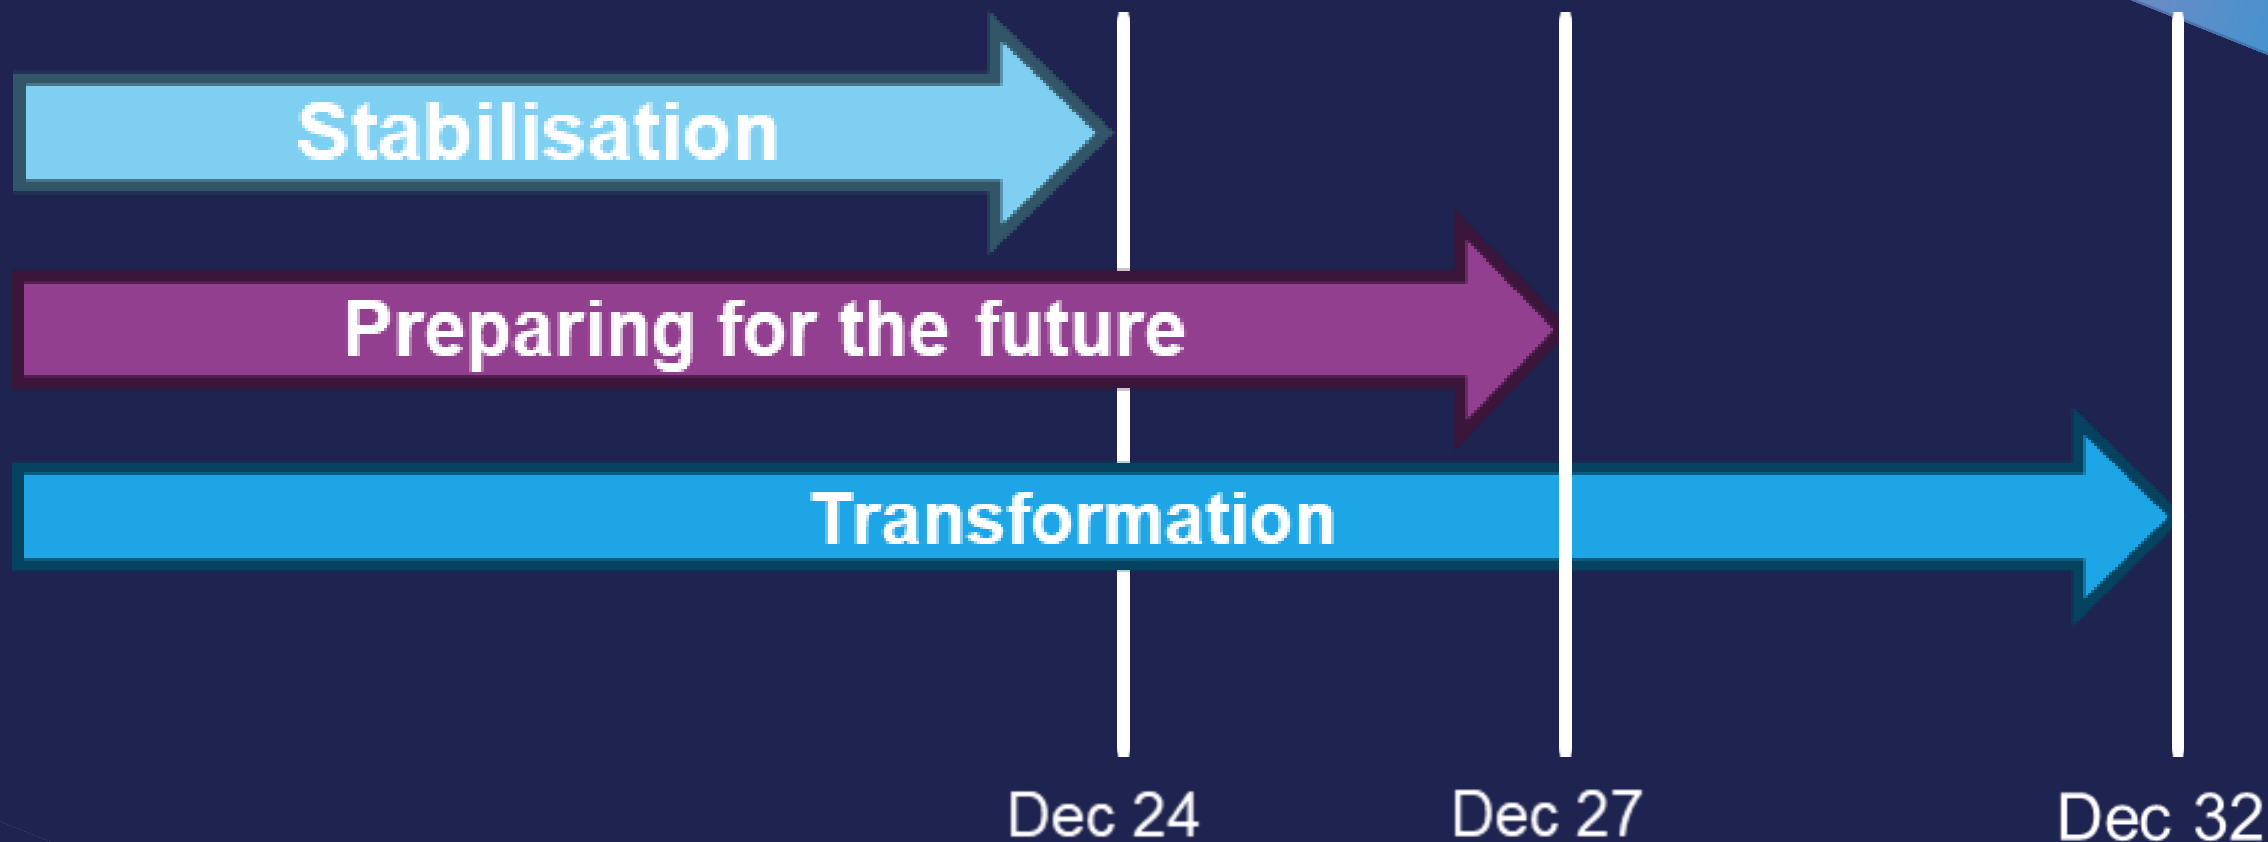 Stabilisation
Preparing for the future
Transformation
Dec 24
Dec 27
Dec 32